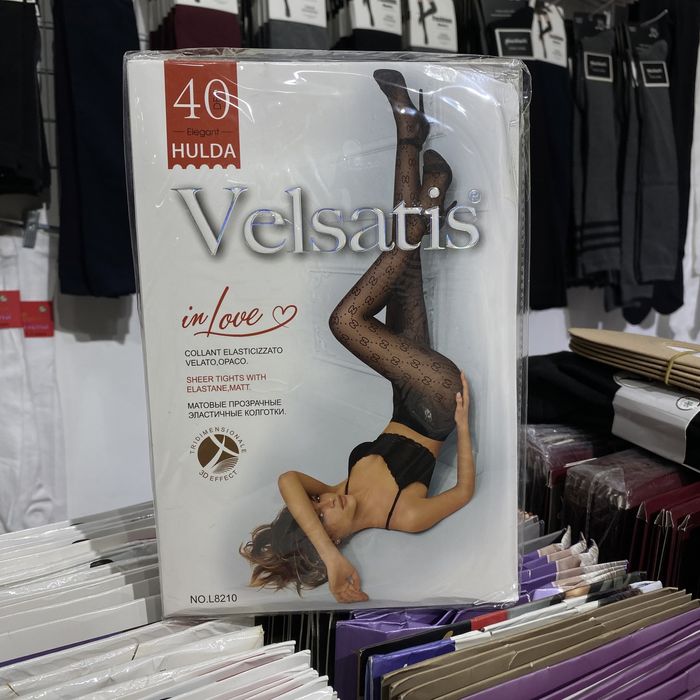 40
DEN
Elegant
HULDA
Velsatis®
in Love
COLLANT ELASTICIZZATO
VELATO,OPACO.
SHEER TIGHTS WITH
ELASTANE,MATT.
МАТОВЫЕ ПРОЗРАЧНЫЕ
ЭЛАСТИЧНЫЕ КОЛГОТКИ.
TRIDIMENSIONALE
3D EFFECT
NO.L8210